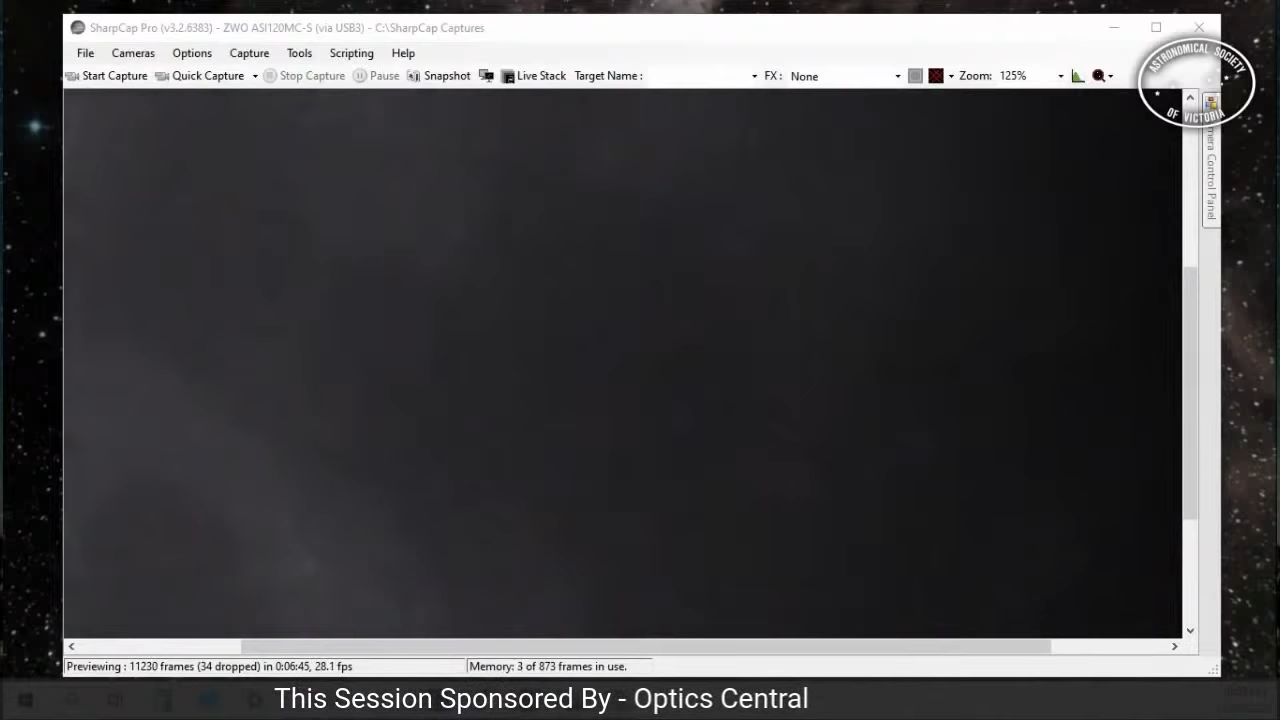 SharpCap Pro (v3.2.6383) - ZWO ASI120MC-S (via USB3) - C:\SharpCap Captures
File Cameras Options Capture Tools Scripting Help
Start Capture Quick Capture Stop Capture Pause Snapshot Live Stack Target Name : FX : None Zoom: 125%
ASTRONOMICAL SOCIETY
OF VICTORIA
Control Panel
Previewing : 11230 frames (34 dropped) in 0:06:45, 28.1 fps Memory: 3 of 873 frames in use.
This Session Sponsored By - Optics Central